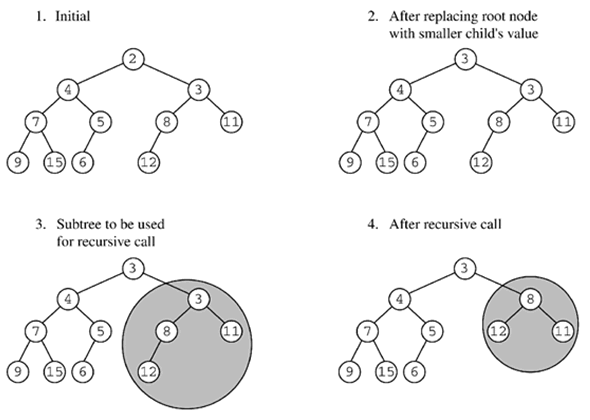 1. Initial
2
4 3
7 5 8 11
9 15 6 12
2. After replacing root node
with smaller child's value
3
4 3
7 5 8 11
9 15 6 12
3. Subtree to be used
for recursive call
3
4 3
7 5 8 11
9 15 6 12
4. After recursive call
3
4 8
7 5 12 11
9 15 6